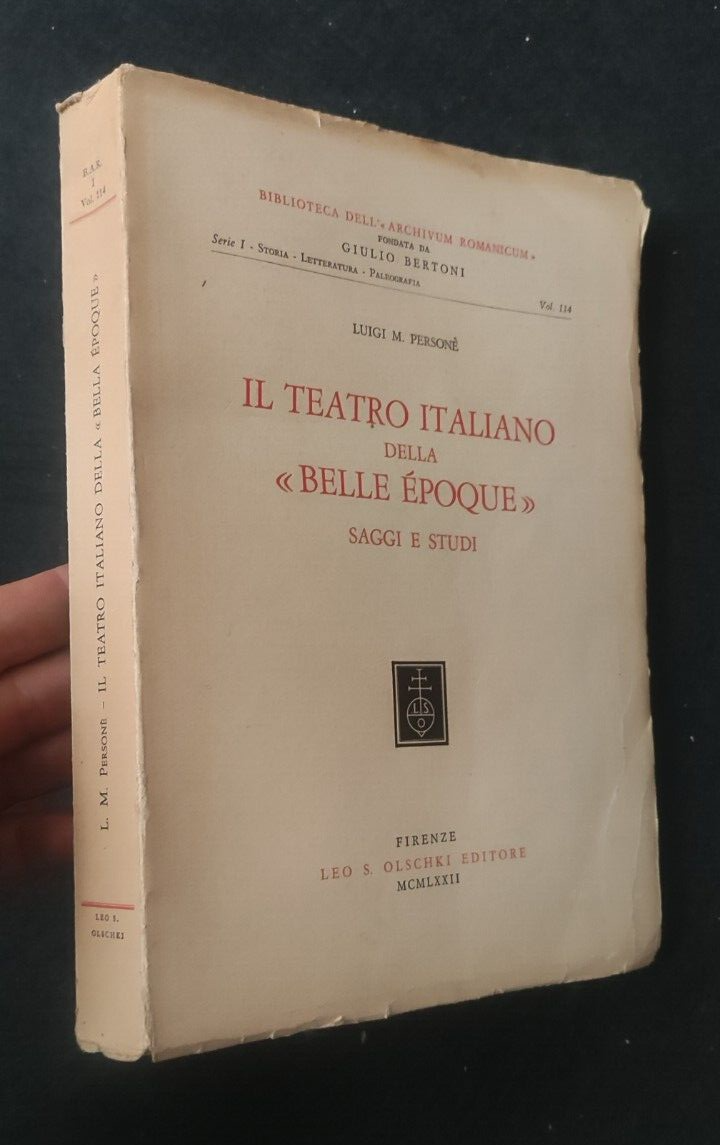 B.A.R.
I
Vol. 114
L. M. PERSONÈ – IL TEATRO ITALIANO DELLA «BELLA ÉPOQUE»
LEO S.
OLSCHKI
BIBLIOTECA DELL'«ARCHIVUM ROMANICUM»
FONDATA DA
GIULIO BERTONI
Serie I - STORIA - LETTERATURA - PALEOGRAFIA
Vol. 114
LUIGI M. PERSONÈ
IL TEATRO ITALIANO
DELLA
«BELLE ÉPOQUE»
SAGGI E STUDI
L S
O
FIRENZE
LEO S. OLSCHKI EDITORE
MCMLXXII